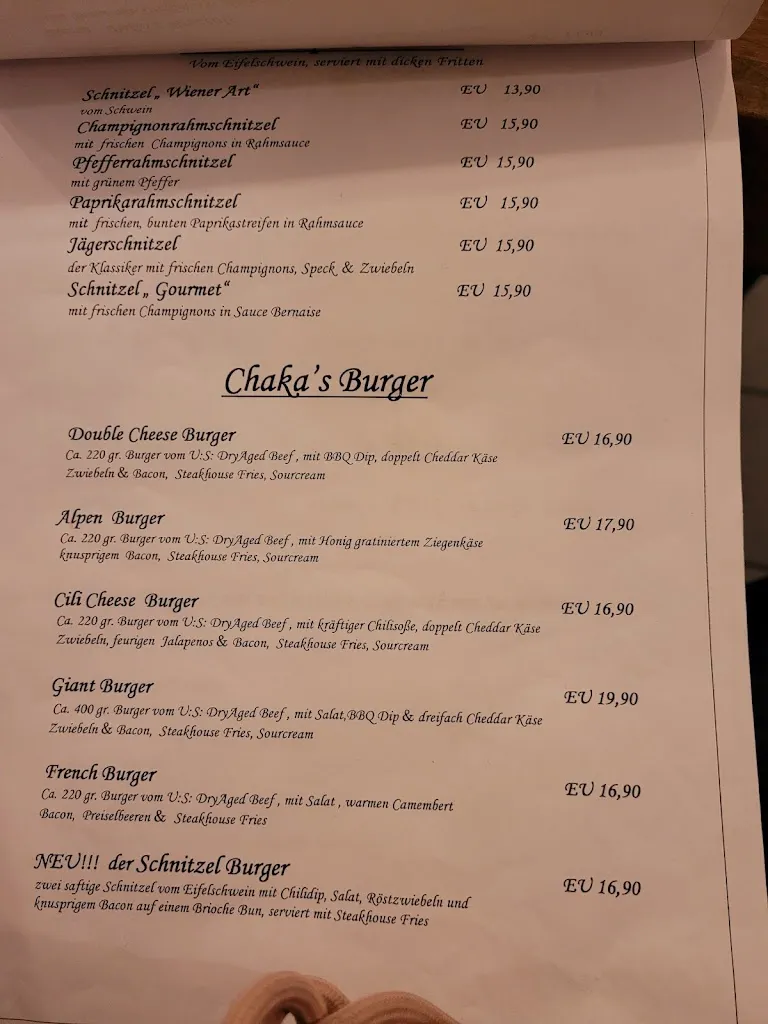 Vom Eifelschwein, serviert mit dicken Fritten
Schnitzel„ Wiener Art“ EU 13,90
vom Schwein
Champignonrahmschnitzel EU 15,90
mit frischen Champignons in Rahmsauce
Pfefferrahmschnitzel EU 15,90
mit grünem Pfeffer
Paprikarahmschnitzel EU 15,90
mit frischen, bunten Paprikastreifen in Rahmsauce
Jägerschnitzel EU 15,90
der Klassiker mit frischen Champignons, Speck & Zwiebeln
Schnitzel„ Gourmet“ EU 15,90
mit frischen Champignons in Sauce Bernaise
Chaka's Burger
Double Cheese Burger EU 16,90
Ca. 220 gr. Burger vom U:S: DryAged Beef , mit BBQ Dip, doppelt Cheddar Käse
Zwiebeln & Bacon, Steakhouse Fries, Sourcream
Alpen Burger EU 17,90
Ca. 220 gr. Burger vom U:S: DryAged Beef , mit Honig gratiniertem Ziegenkäse
knusprigem Bacon, Steakhouse Fries, Sourcream
Cili Cheese Burger EU 16,90
Ca. 220 gr. Burger vom U:S: DryAged Beef , mit kräftiger Chilisoße, doppelt Cheddar Käse
Zwiebeln, feurigen Jalapenos & Bacon, Steakhouse Fries, Sourcream
Giant Burger EU 19,90
Ca. 400 gr. Burger vom U:S: DryAged Beef , mit Salat,BBQ Dip & dreifach Cheddar Käse
Zwiebeln & Bacon, Steakhouse Fries, Sourcream
French Burger EU 16,90
Ca. 220 gr. Burger vom U:S: DryAged Beef , mit Salat , warmen Camembert
Bacon, Preiselbeeren & Steakhouse Fries
NEU!!! der Schnitzel Burger EU 16,90
zwei saftige Schnitzel vom Eifelschwein mit Chilidip, Salat, Röstzwiebeln und
knusprigem Bacon auf einem Brioche Bun, serviert mit Steakhouse Fries